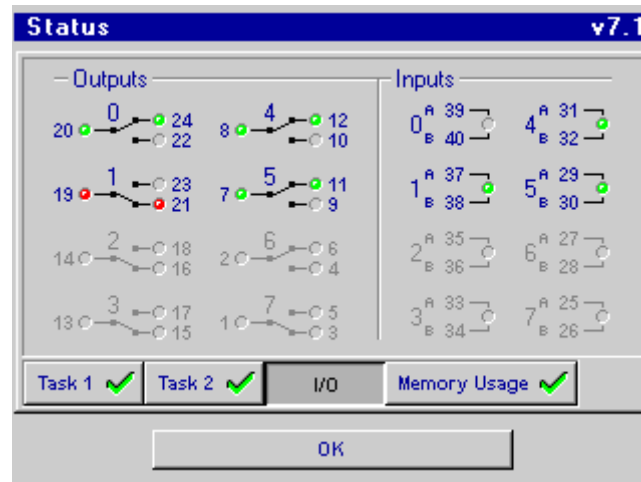 Status v7.1
Outputs Inputs
0 4 A 39 A 31
20 24 8 12 0 4
22 10 B 40 B 32
1 5 A 37 A 29
19 23 7 11 1 5
21 9 B 38 B 30
2 6 A 35 A 27
14 18 2 6 2 6
16 4 B 36 B 28
3 7 A 33 A 25
13 17 1 5 3 7
15 3 B 34 B 26
Task 1 Task 2 I/O Memory Usage
OK